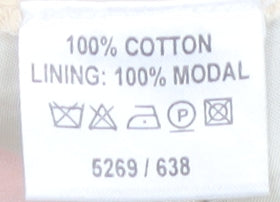 100% COTTON
LINING: 100% MODAL
P
5269 / 638